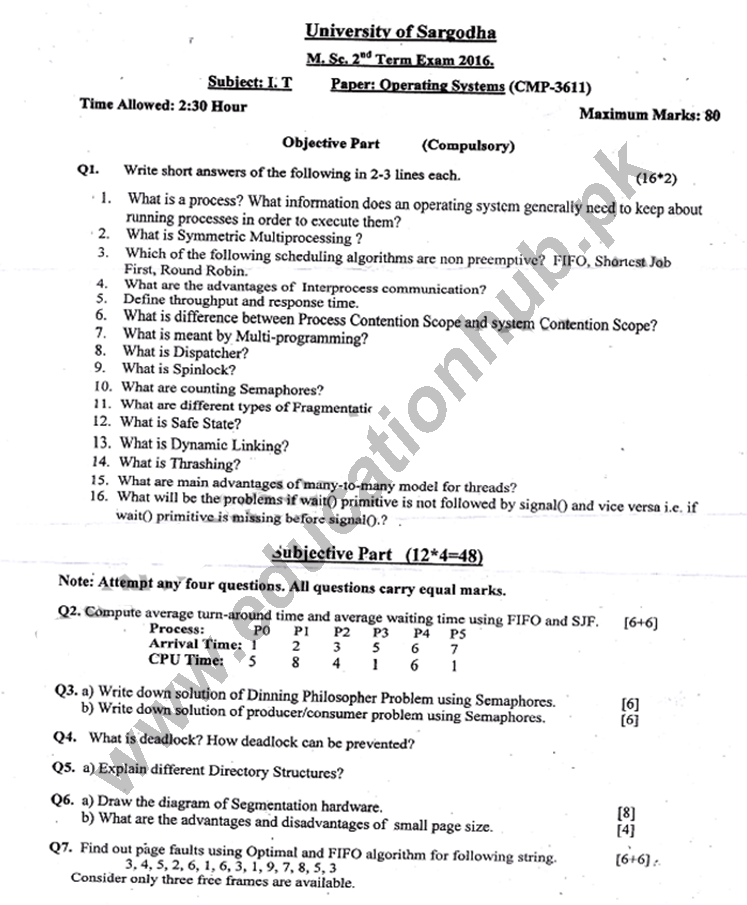 University of Sargodha
M. Sc. 2nd Term Exam 2016.
Subject: I. T Paper: Operating Systems (CMP-3611)
Time Allowed: 2:30 Hour
Maximum Marks: 80
Objective Part (Compulsory)
Q1. Write short answers of the following in 2-3 lines each. (16*2)
1. What is a process? What information does an operating system generally need to keep about
running processes in order to execute them?
2. What is Symmetric Multiprocessing ?
3. Which of the following scheduling algorithms are non preemptive? FIFO, Shortest Job
First, Round Robin.
4. What are the advantages of Interprocess communication?
5. Define throughput and response time.
6. What is difference between Process Contention Scope and system Contention Scope?
7. What is meant by Multi-programming?
8. What is Dispatcher?
9. What is Spinlock?
10. What are counting Semaphores?
11. What are different types of Fragmentatic
12. What is Safe State?
13. What is Dynamic Linking?
14. What is Thrashing?
15. What are main advantages of many-to-many model for threads?
16. What will be the problems if wait() primitive is not followed by signal() and vice versa i.e. if
wait() primitive is missing before signal().?
Subjective Part (12*4=48)
Note: Attempt any four questions. All questions carry equal marks.
Q2. Compute average turn-around time and average waiting time using FIFO and SJF. [6+6]
Process: P0 P1 P2 P3 P4 P5
Arrival Time: 1 2 3 5 6 7
CPU Time: 5 8 4 1 6 1
Q3. a) Write down solution of Dinning Philosopher Problem using Semaphores. [6]
b) Write down solution of producer/consumer problem using Semaphores. [6]
Q4. What is deadlock? How deadlock can be prevented?
Q5. a) Explain different Directory Structures?
Q6. a) Draw the diagram of Segmentation hardware. [8]
b) What are the advantages and disadvantages of small page size. [4]
Q7. Find out page faults using Optimal and FIFO algorithm for following string. [6+6]
3, 4, 5, 2, 6, 1, 6, 3, 1, 9, 7, 8, 5, 3
Consider only three free frames are available.
www.educationhub.pk